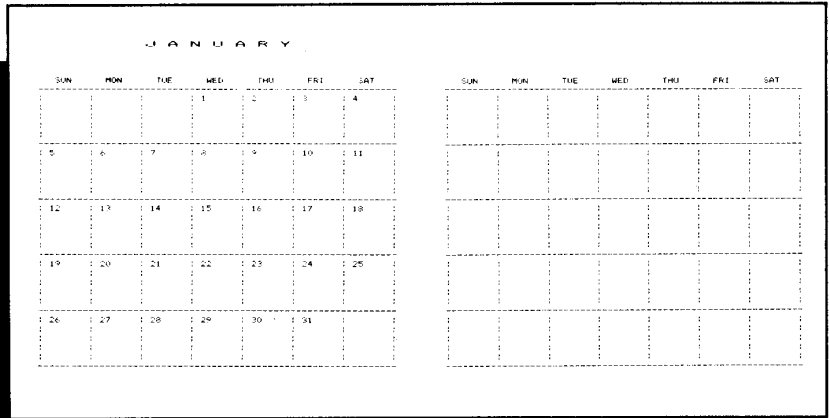 J A N U A R Y
SUN MON TUE WED THU FRI SAT
1 2 3 4
5 6 7 8 9 10 11
12 13 14 15 16 17 18
19 20 21 22 23 24 25
26 27 28 29 30 31
SUN MON TUE WED THU FRI SAT